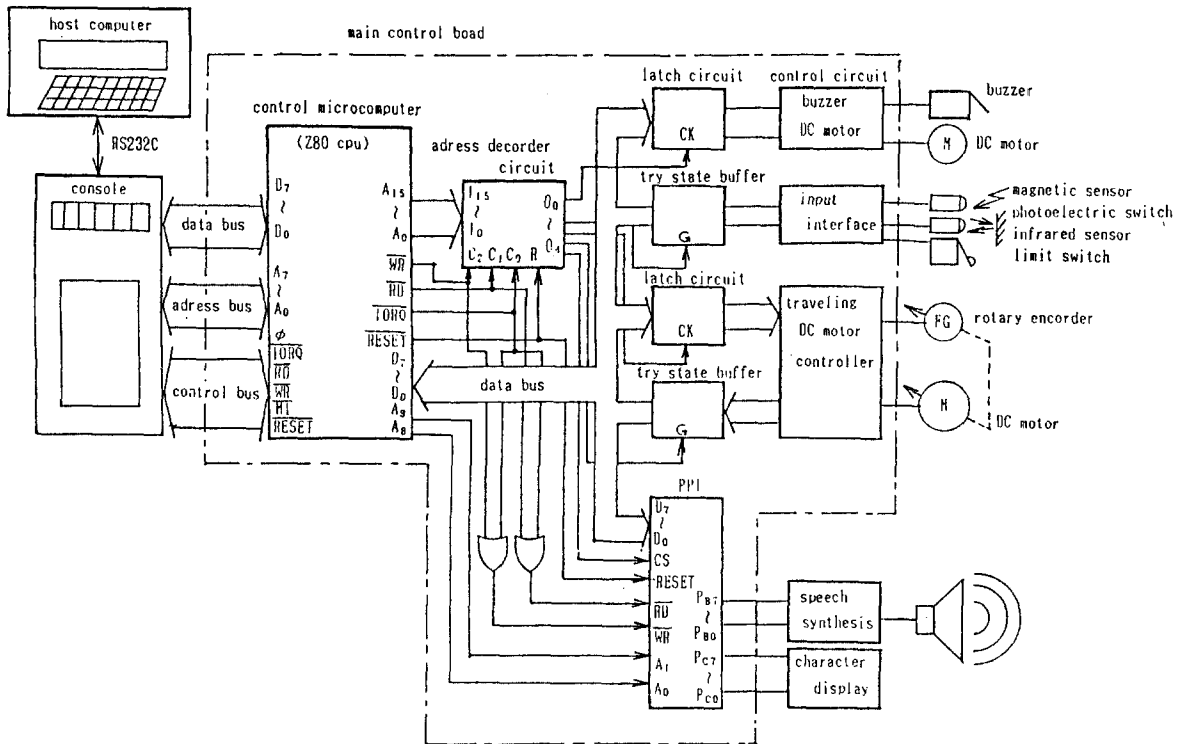 host computer
main control boad
RS232C
console
control microcomputer
(Z80 cpu)
D7
≀
D0
A7
≀
A0
φ
TORQ
RD
WR
M1
RESET
data bus
adress bus
control bus
A15
≀
A0
WR
RD
TORQ
RESET
D7
≀
D0
A9
A8
adress decorder
circuit
I15
≀
I0
C2 C1 C0 R
O0
≀
O4
data bus
latch circuit
CK
try state buffer
G
latch circuit
CK
try state buffer
G
control circuit
buzzer
DC motor
input
interface
traveling
DC motor
controller
buzzer
M
DC motor
magnetic sensor
photoelectric switch
infrared sensor
limit switch
FG
rotary encorder
M
DC motor
PPI
D7
≀
D0
CS
RESET
RD
WR
A1
A0
PB7
≀
PB0
PC7
≀
PC0
speech
synthesis
character
display